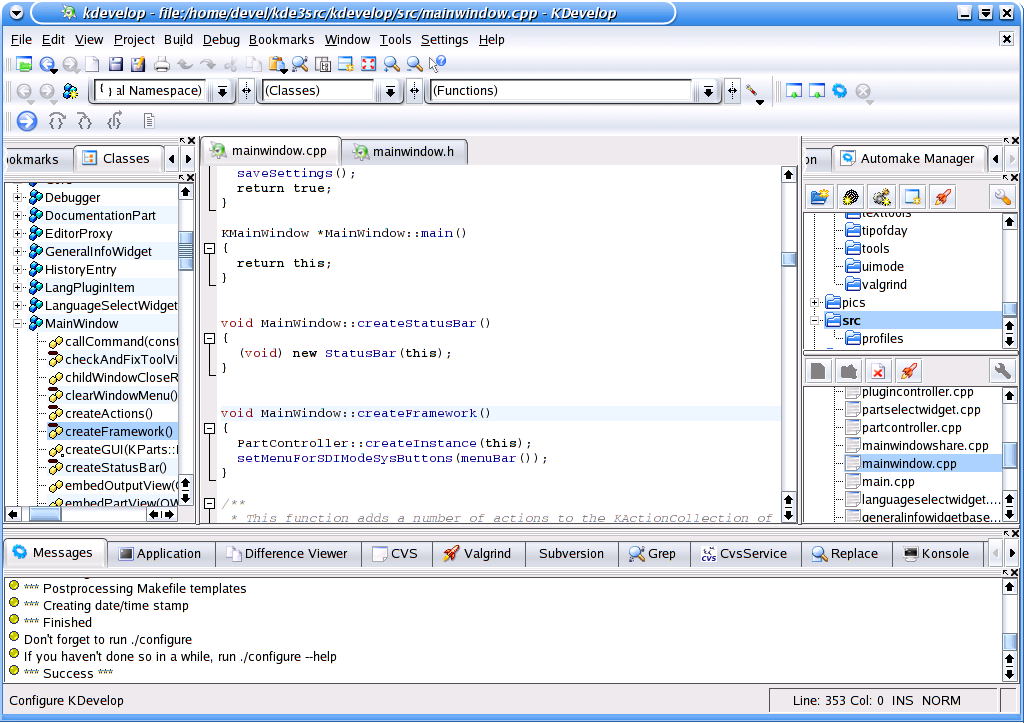 kdevelop - file:/home/devel/kde3src/kdevelop/src/mainwindow.cpp - KDevelop
File Edit View Project Build Debug Bookmarks Window Tools Settings Help
al Namespace) (Classes) (Functions)
okmarks Classes
Debugger
DocumentationPart
EditorProxy
GeneralInfoWidget
HistoryEntry
LangPluginItem
LanguageSelectWidget
MainWindow
callCommand(const
checkAndFixToolVi
childWindowCloseR
clearWindowMenu()
createActions()
createFramework()
createGUI(KParts::
createStatusBar()
embedOutputView(
embedPartView(QW
mainwindow.cpp mainwindow.h
saveSettings();
return true;
}
KMainWindow *MainWindow::main()
{
return this;
}
void MainWindow::createStatusBar()
{
(void) new StatusBar(this);
}
void MainWindow::createFramework()
{
PartController::createInstance(this);
setMenuForSDIModeSysButtons(menuBar());
}
/**
* This function adds a number of actions to the KActionCollection of
on Automake Manager
texttools
tipofday
tools
uimode
valgrind
pics
src
profiles
plugincontroller.cpp
partselectwidget.cpp
partcontroller.cpp
mainwindowshare.cpp
mainwindow.cpp
main.cpp
languageselectwidget....
generalinfowidgetbase...
Messages Application Difference Viewer CVS Valgrind Subversion Grep CvsService Replace Konsole
*** Postprocessing Makefile templates
*** Creating date/time stamp
*** Finished
Don't forget to run ./configure
If you haven't done so in a while, run ./configure --help
*** Success ***
Configure KDevelop Line: 353 Col: 0 INS NORM